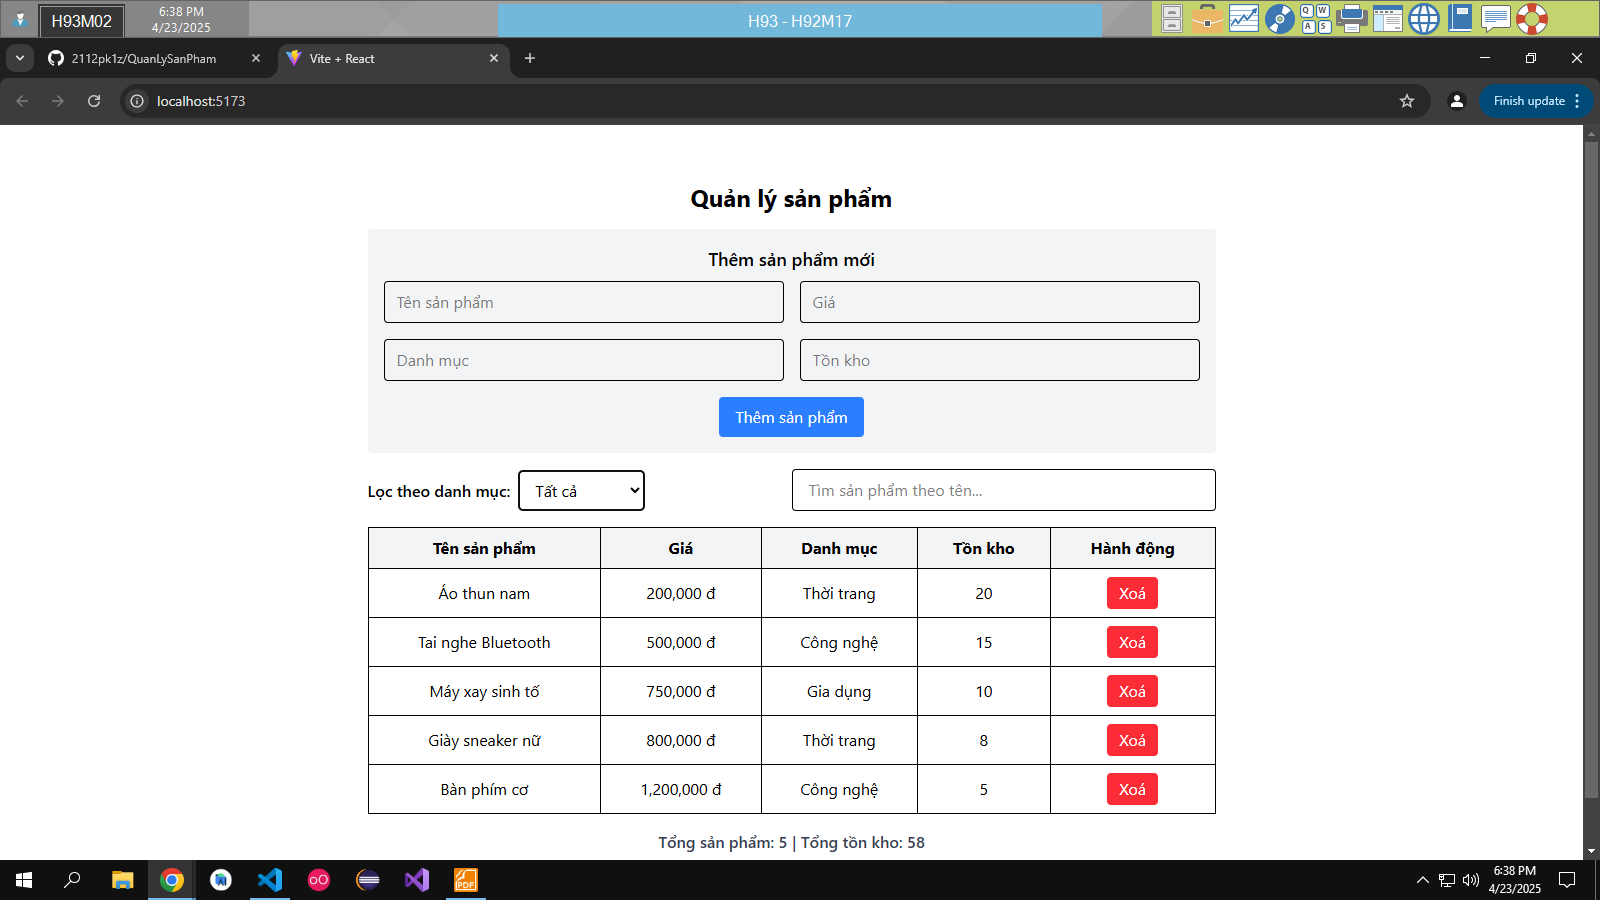 H93M02
6:38 PM
4/23/2025
H93 - H92M17
Q W
A S
2112pk1z/QuanLySanPham
Vite + React
localhost:5173
Finish update
Quản lý sản phẩm
Thêm sản phẩm mới
Tên sản phẩm
Giá
Danh mục
Tồn kho
Thêm sản phẩm
Lọc theo danh mục: Tất cả
Tìm sản phẩm theo tên...
Tên sản phẩm Giá Danh mục Tồn kho Hành động
Áo thun nam 200,000 đ Thời trang 20 Xoá
Tai nghe Bluetooth 500,000 đ Công nghệ 15 Xoá
Máy xay sinh tố 750,000 đ Gia dụng 10 Xoá
Giày sneaker nữ 800,000 đ Thời trang 8 Xoá
Bàn phím cơ 1,200,000 đ Công nghệ 5 Xoá
Tổng sản phẩm: 5 | Tổng tồn kho: 58
PDF
6:38 PM
4/23/2025